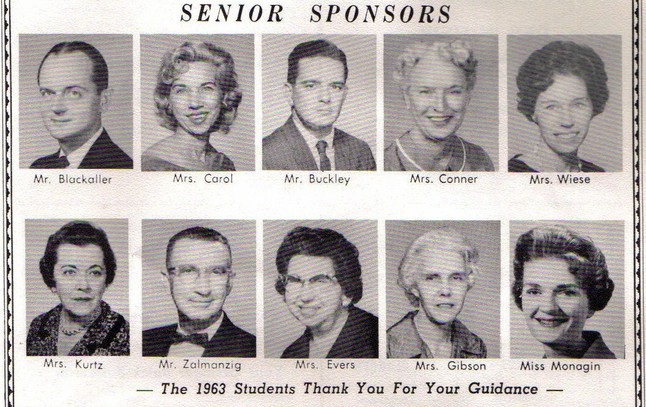 SENIOR SPONSORS
Mr. Blackaller Mrs. Carol Mr. Buckley Mrs. Conner Mrs. Wiese
Mrs. Kurtz Mr. Zalmanzig Mrs. Evers Mrs. Gibson Miss Monagin
— The 1963 Students Thank You For Your Guidance —